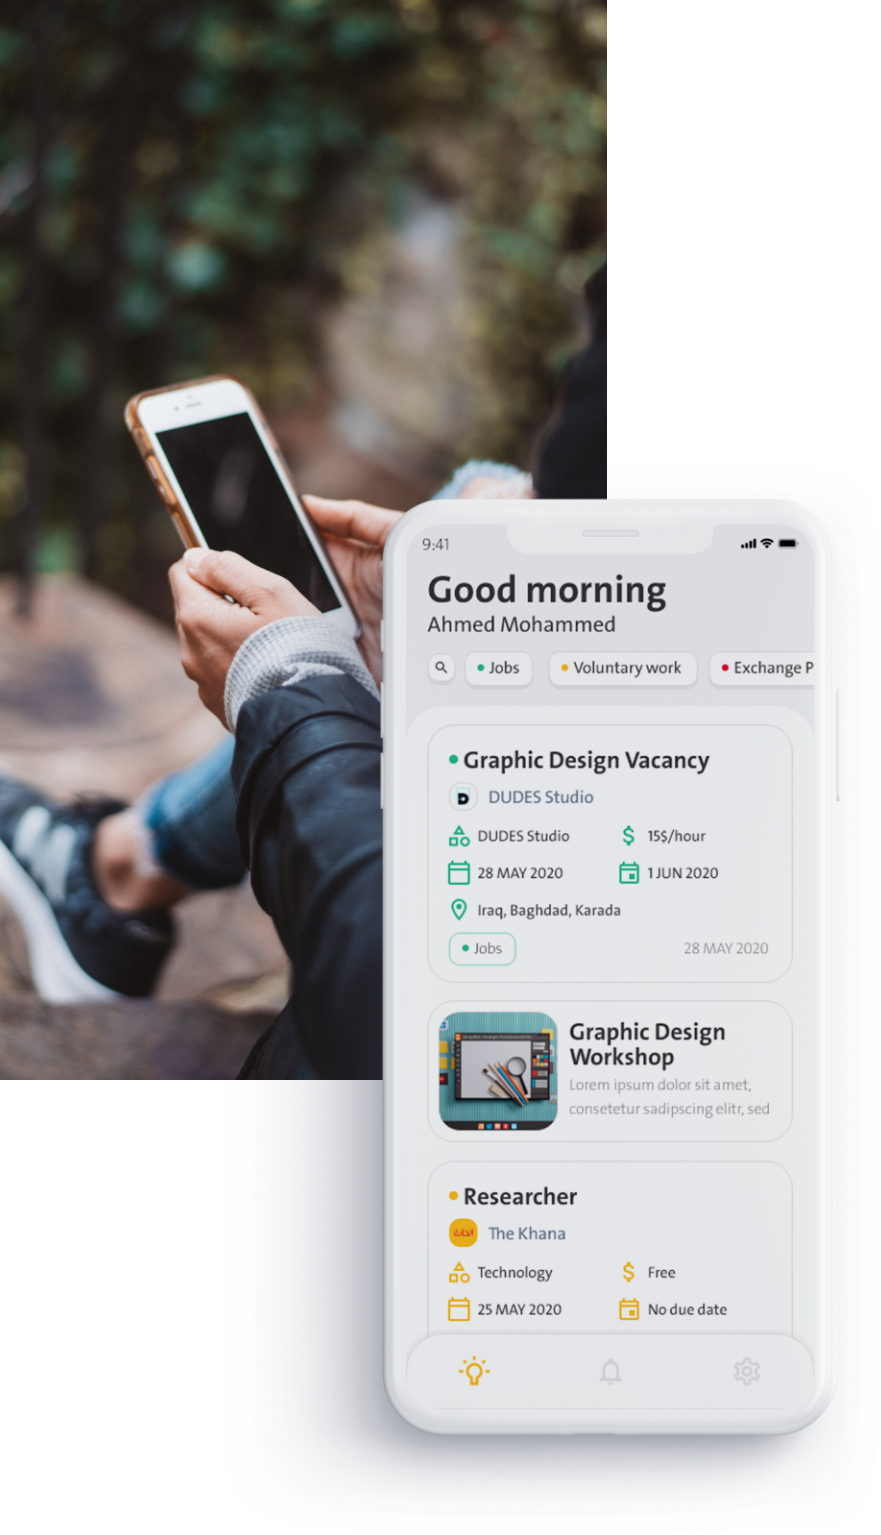 9:41
Good morning
Ahmed Mohammed
Jobs
Voluntary work
Exchange P
Graphic Design Vacancy
DUDES Studio
DUDES Studio
15$/hour
28 MAY 2020
1 JUN 2020
Iraq, Baghdad, Karada
Jobs
28 MAY 2020
Graphic Design
Workshop
Lorem ipsum dolor sit amet,
consetetur sadipscing elitr, sed
Researcher
الخانة
The Khana
Technology
Free
25 MAY 2020
No due date